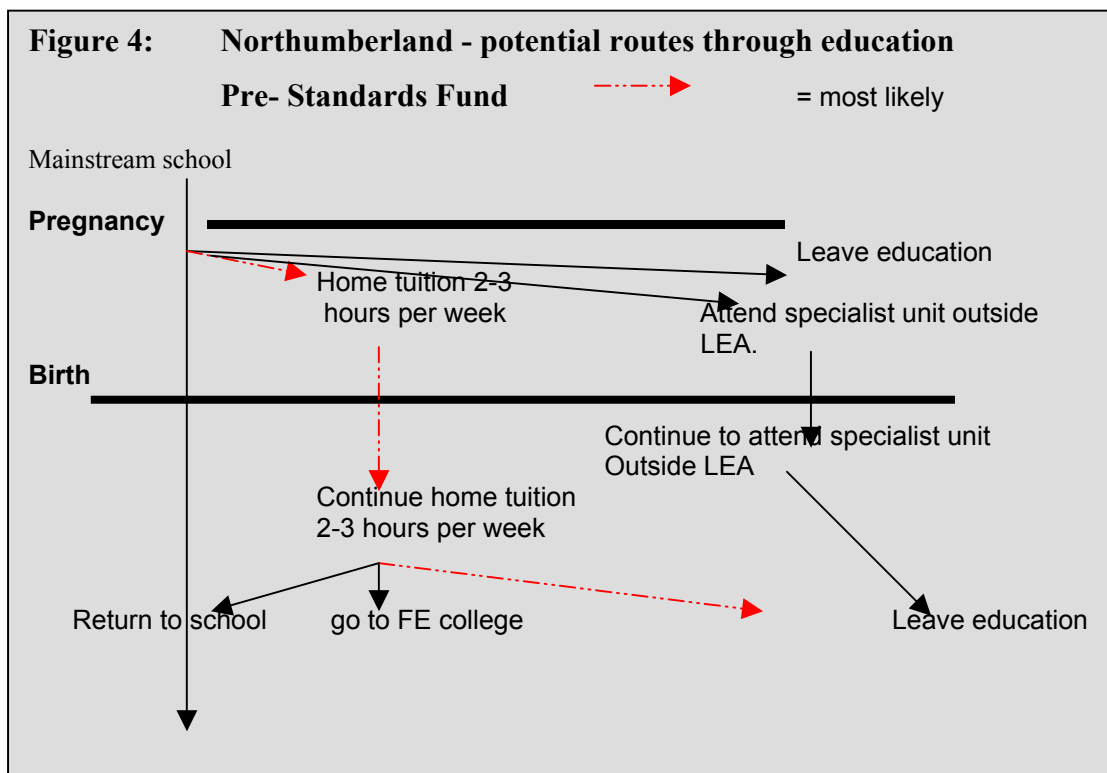 Figure 4: Northumberland - potential routes through education
Pre- Standards Fund = most likely
Mainstream school
Pregnancy
Leave education
Home tuition 2-3
hours per week
Attend specialist unit outside
LEA.
Birth
Continue to attend specialist unit
Outside LEA
Continue home tuition
2-3 hours per week
Return to school go to FE college Leave education